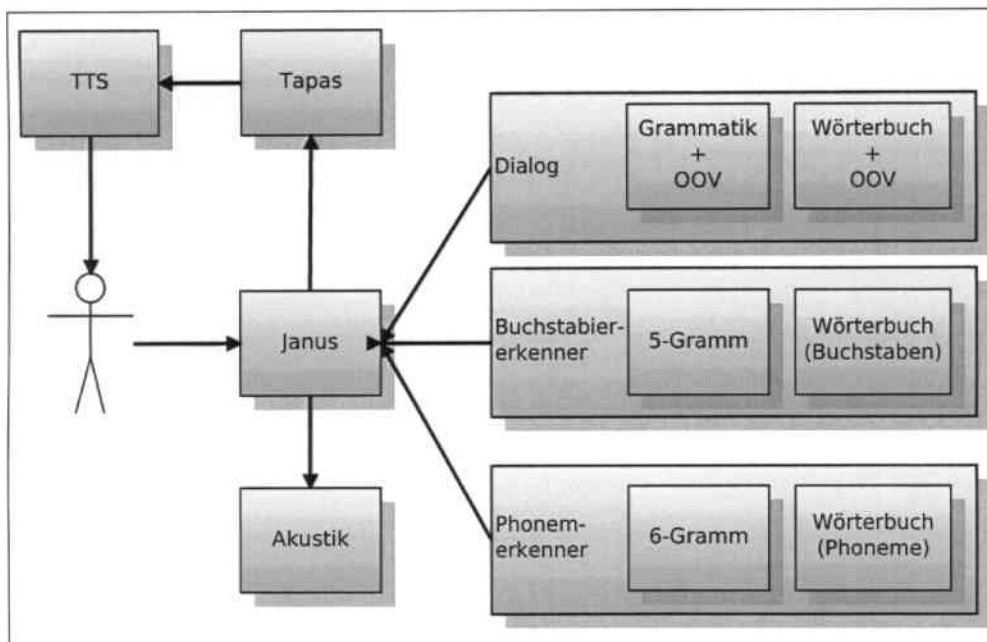 TTS
Tapas
Dialog
Grammatik
+
OOV
Wörterbuch
+
OOV
Janus
Buchstabier-
erkenner
5-Gramm
Wörterbuch
(Buchstaben)
Akustik
Phonem-
erkenner
6-Gramm
Wörterbuch
(Phoneme)